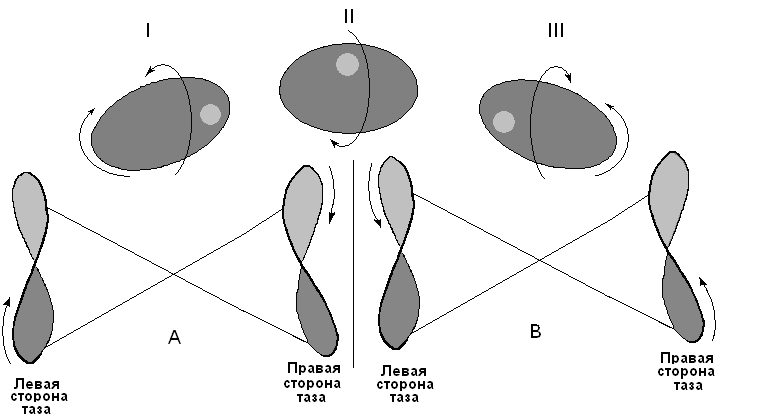 I
II
III
A
B
Левая
сторона
таза
Правая
сторона
таза
Левая
сторона
таза
Правая
сторона
таза